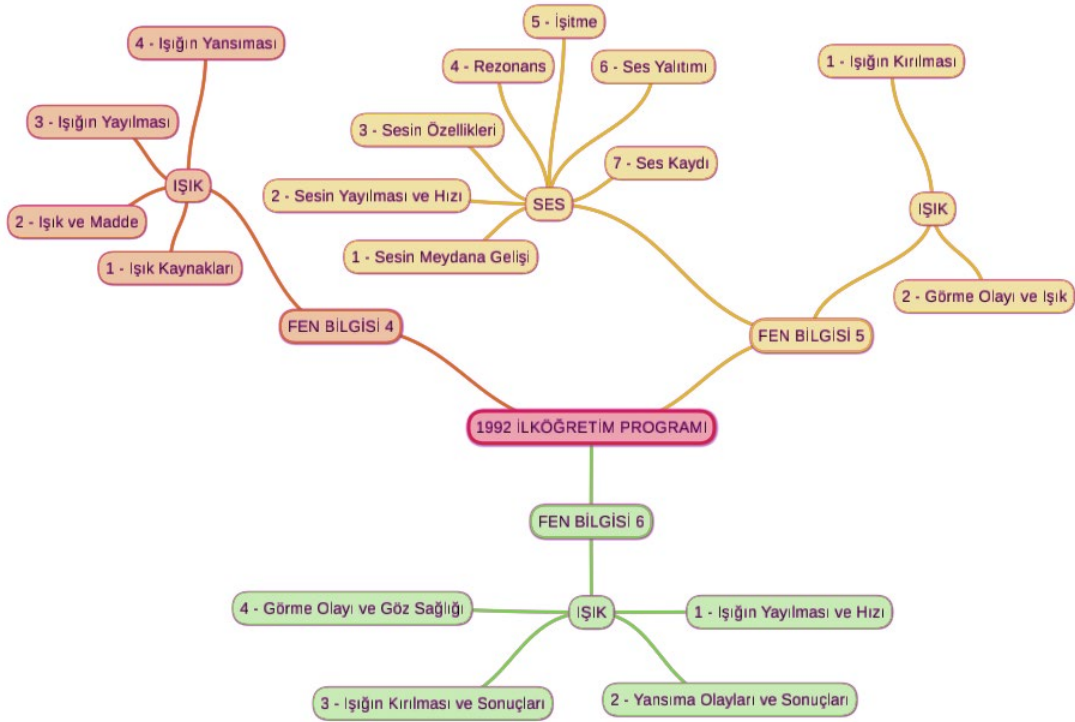 5 - İşitme
4 - Işığın Yansıması
4 - Rezonans
6 - Ses Yalıtımı
1 - Işığın Kırılması
3 - Işığın Yayılması
3 - Sesin Özellikleri
7 - Ses Kaydı
IŞIK
2 - Sesin Yayılması ve Hızı
SES
IŞIK
2 - Işık ve Madde
1 - Sesin Meydana Gelişi
1 - Işık Kaynakları
2 - Görme Olayı ve Işık
FEN BİLGİSİ 4
FEN BİLGİSİ 5
1992 İLKÖĞRETİM PROGRAMI
FEN BİLGİSİ 6
4 - Görme Olayı ve Göz Sağlığı
IŞIK
1 - Işığın Yayılması ve Hızı
3 - Işığın Kırılması ve Sonuçları
2 - Yansıma Olayları ve Sonuçları